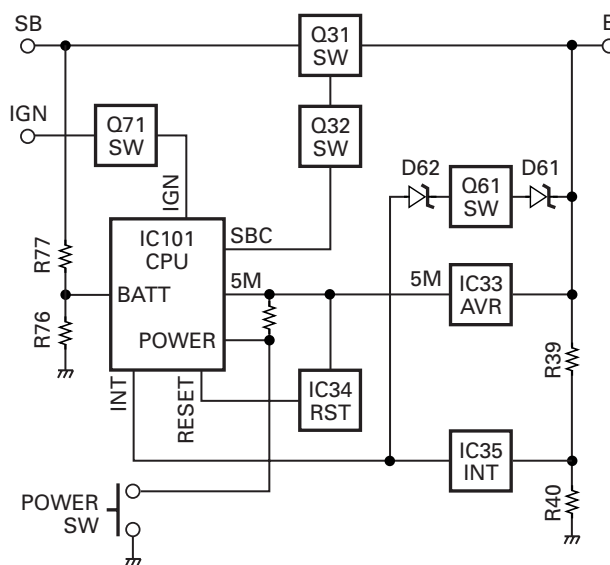 SB
B
Q31
SW
IGN
Q71
SW
Q32
SW
D62
D61
Q61
SW
IGN
R77
IC101
CPU
SBC
5M
5M
IC33
AVR
BATT
R76
POWER
R39
INT
RESET
IC34
RST
IC35
INT
R40
POWER
SW